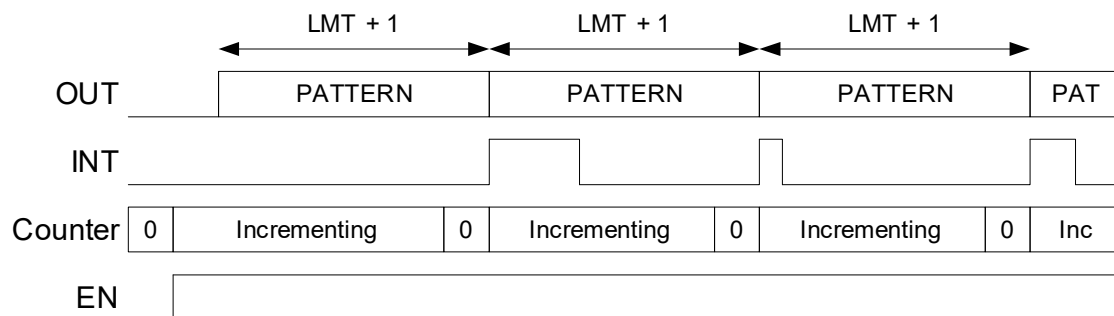 LMT + 1 LMT + 1 LMT + 1
OUT PATTERN PATTERN PATTERN PAT
INT
Counter 0 Incrementing 0 Incrementing 0 Incrementing 0 Inc
EN